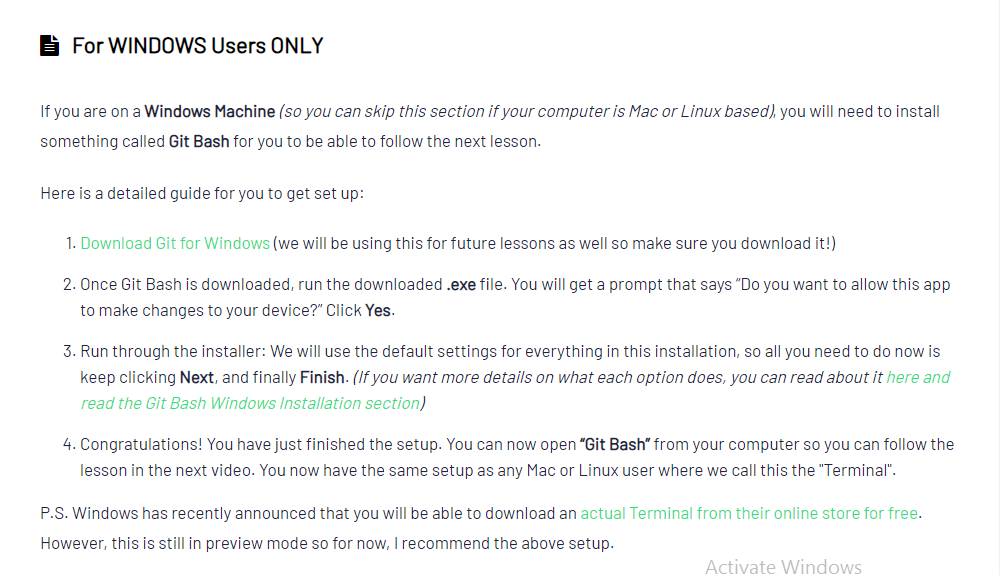 For WINDOWS Users ONLY
If you are on a Windows Machine (so you can skip this section if your computer is Mac or Linux based), you will need to install
something called Git Bash for you to be able to follow the next lesson.
Here is a detailed guide for you to get set up:
1. Download Git for Windows (we will be using this for future lessons as well so make sure you download it!)
2. Once Git Bash is downloaded, run the downloaded .exe file. You will get a prompt that says “Do you want to allow this app
to make changes to your device?” Click Yes.
3. Run through the installer: We will use the default settings for everything in this installation, so all you need to do now is
keep clicking Next, and finally Finish. (If you want more details on what each option does, you can read about it here and
read the Git Bash Windows Installation section)
4. Congratulations! You have just finished the setup. You can now open “Git Bash” from your computer so you can follow the
lesson in the next video. You now have the same setup as any Mac or Linux user where we call this the "Terminal".
P.S. Windows has recently announced that you will be able to download an actual Terminal from their online store for free.
However, this is still in preview mode so for now, I recommend the above setup.
Activate Windows